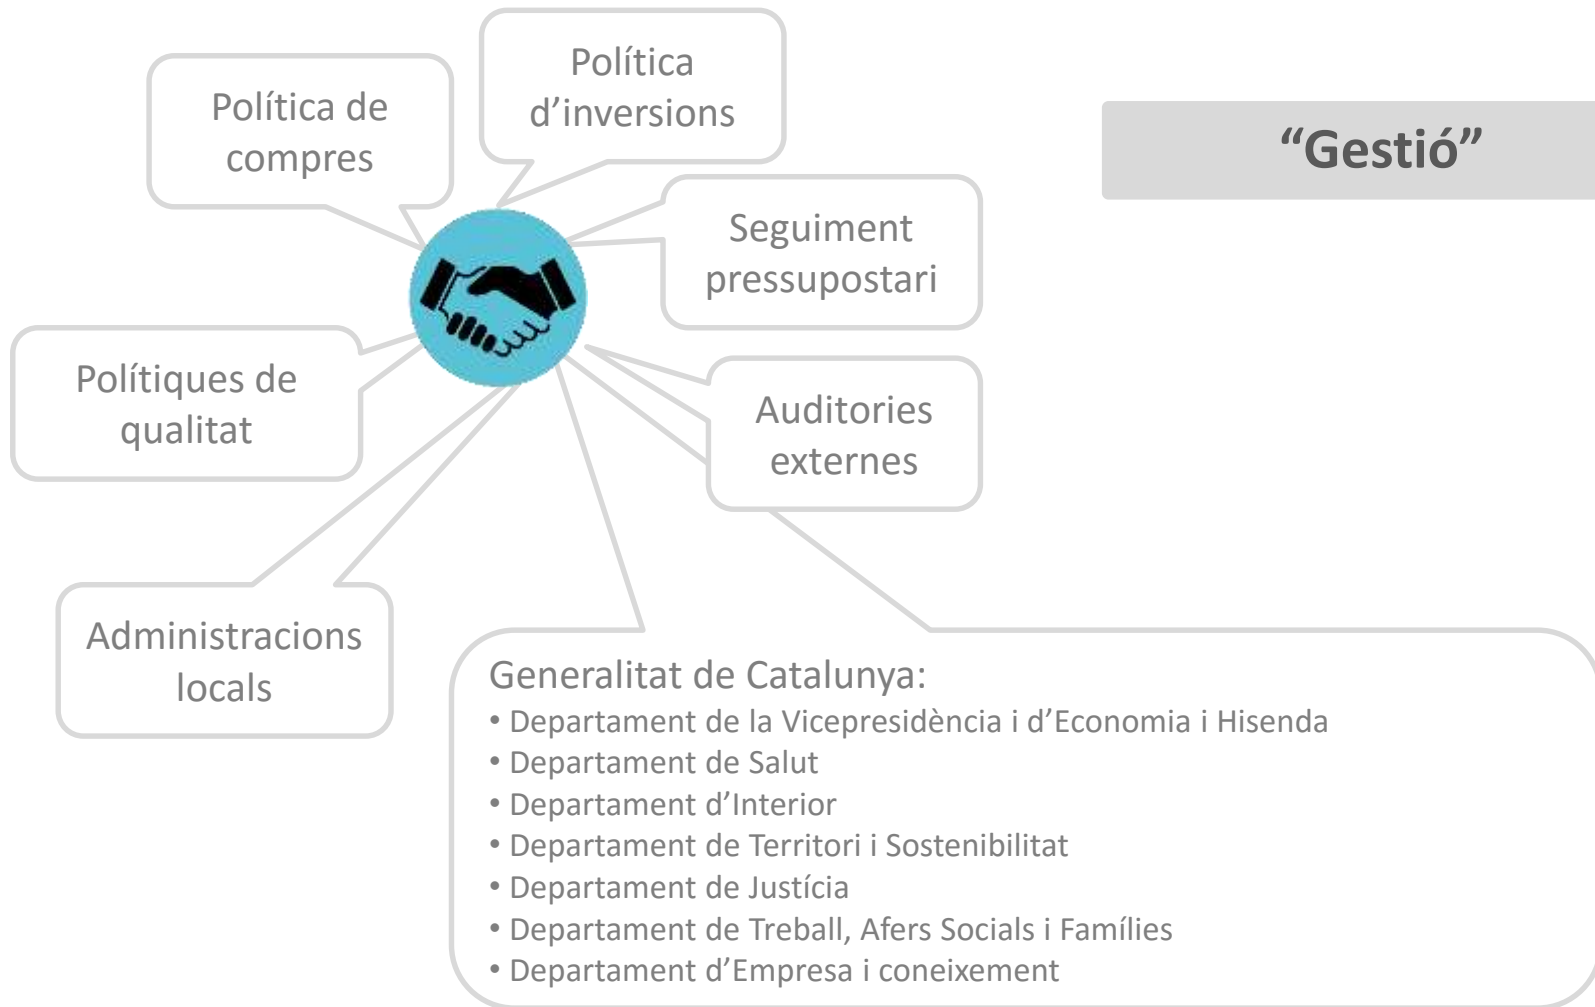 Política
d’inversions
Política de
compres
“Gestió”
Seguiment
pressupostari
Polítiques de
qualitat
Auditories
externes
Administracions
locals
Generalitat de Catalunya:
• Departament de la Vicepresidència i d’Economia i Hisenda
• Departament de Salut
• Departament d’Interior
• Departament de Territori i Sostenibilitat
• Departament de Justícia
• Departament de Treball, Afers Socials i Famílies
• Departament d’Empresa i coneixement